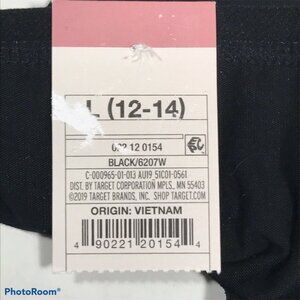 L (12-14)
012 12 0154
BLACK/6207W
C-000965-01-013 AU19 51C01-0561
DIST. BY TARGET CORPORATION MPLS, MN 55403
©2019 TARGET BRANDS, INC. SHOP TARGET.COM
ORIGIN: VIETNAM
4 90221 20154 4
PhotoRoom®